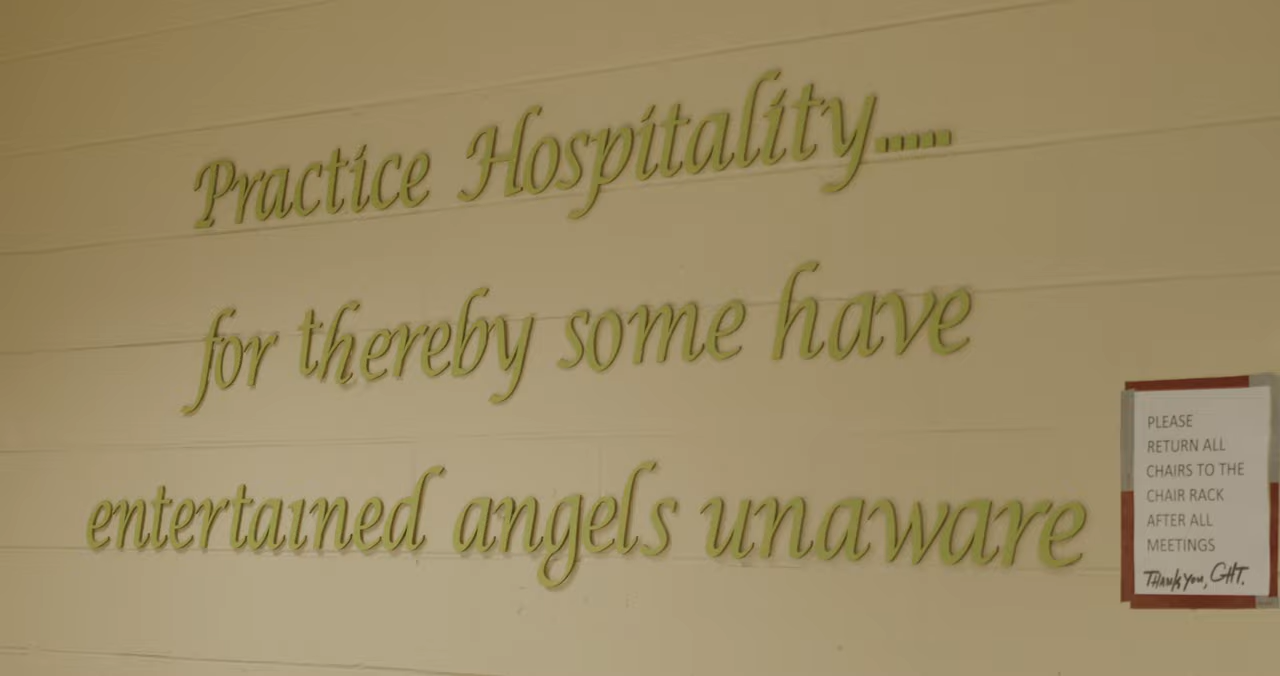 Practice Hospitality.....
for thereby some have
entertained angels unaware
PLEASE
RETURN ALL
CHAIRS TO THE
CHAIR RACK
AFTER ALL
MEETINGS
Thank you, GHT.